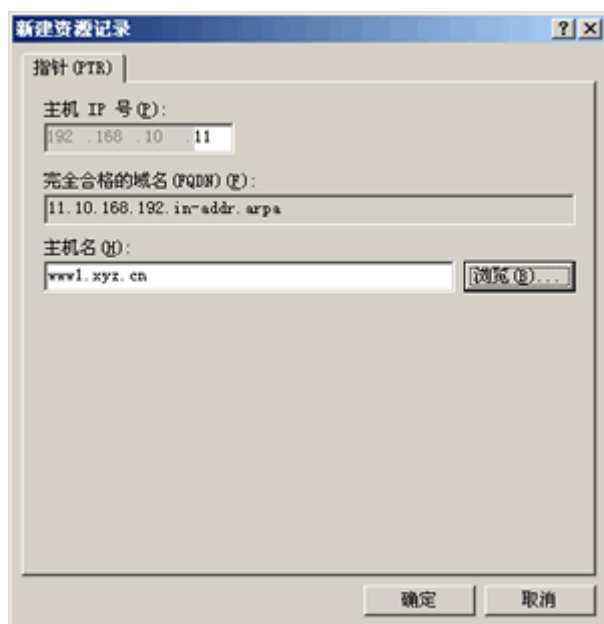 新建资源记录
指针(PTR)
主机 IP 号(P):
192 .168 .10 .11
完全合格的域名(FQDN)(F):
11.10.168.192.in-addr.arpa
主机名(H):
www1.xyz.cn
浏览(B)...
确定 取消